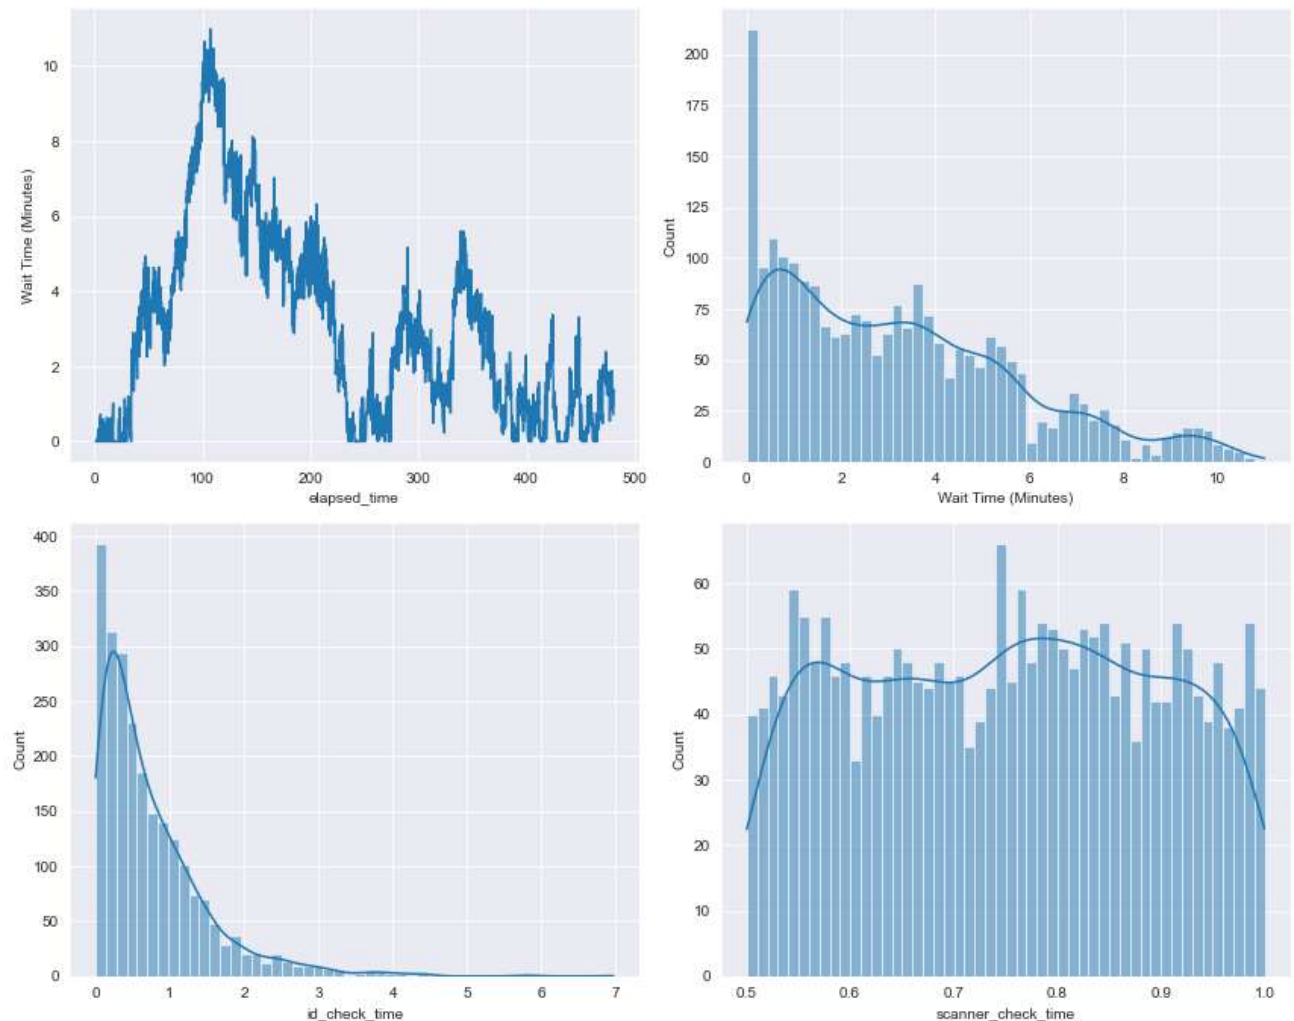 10
8
6
4
2
0
Wait Time (Minutes)
0 100 200 300 400 500
elapsed_time
200
175
150
125
100
75
50
25
0
Count
0 2 4 6 8 10
Wait Time (Minutes)
400
350
300
250
200
150
100
50
0
Count
0 1 2 3 4 5 6 7
id_check_time
60
50
40
30
20
10
0
Count
0.5 0.6 0.7 0.8 0.9 1.0
scanner_check_time